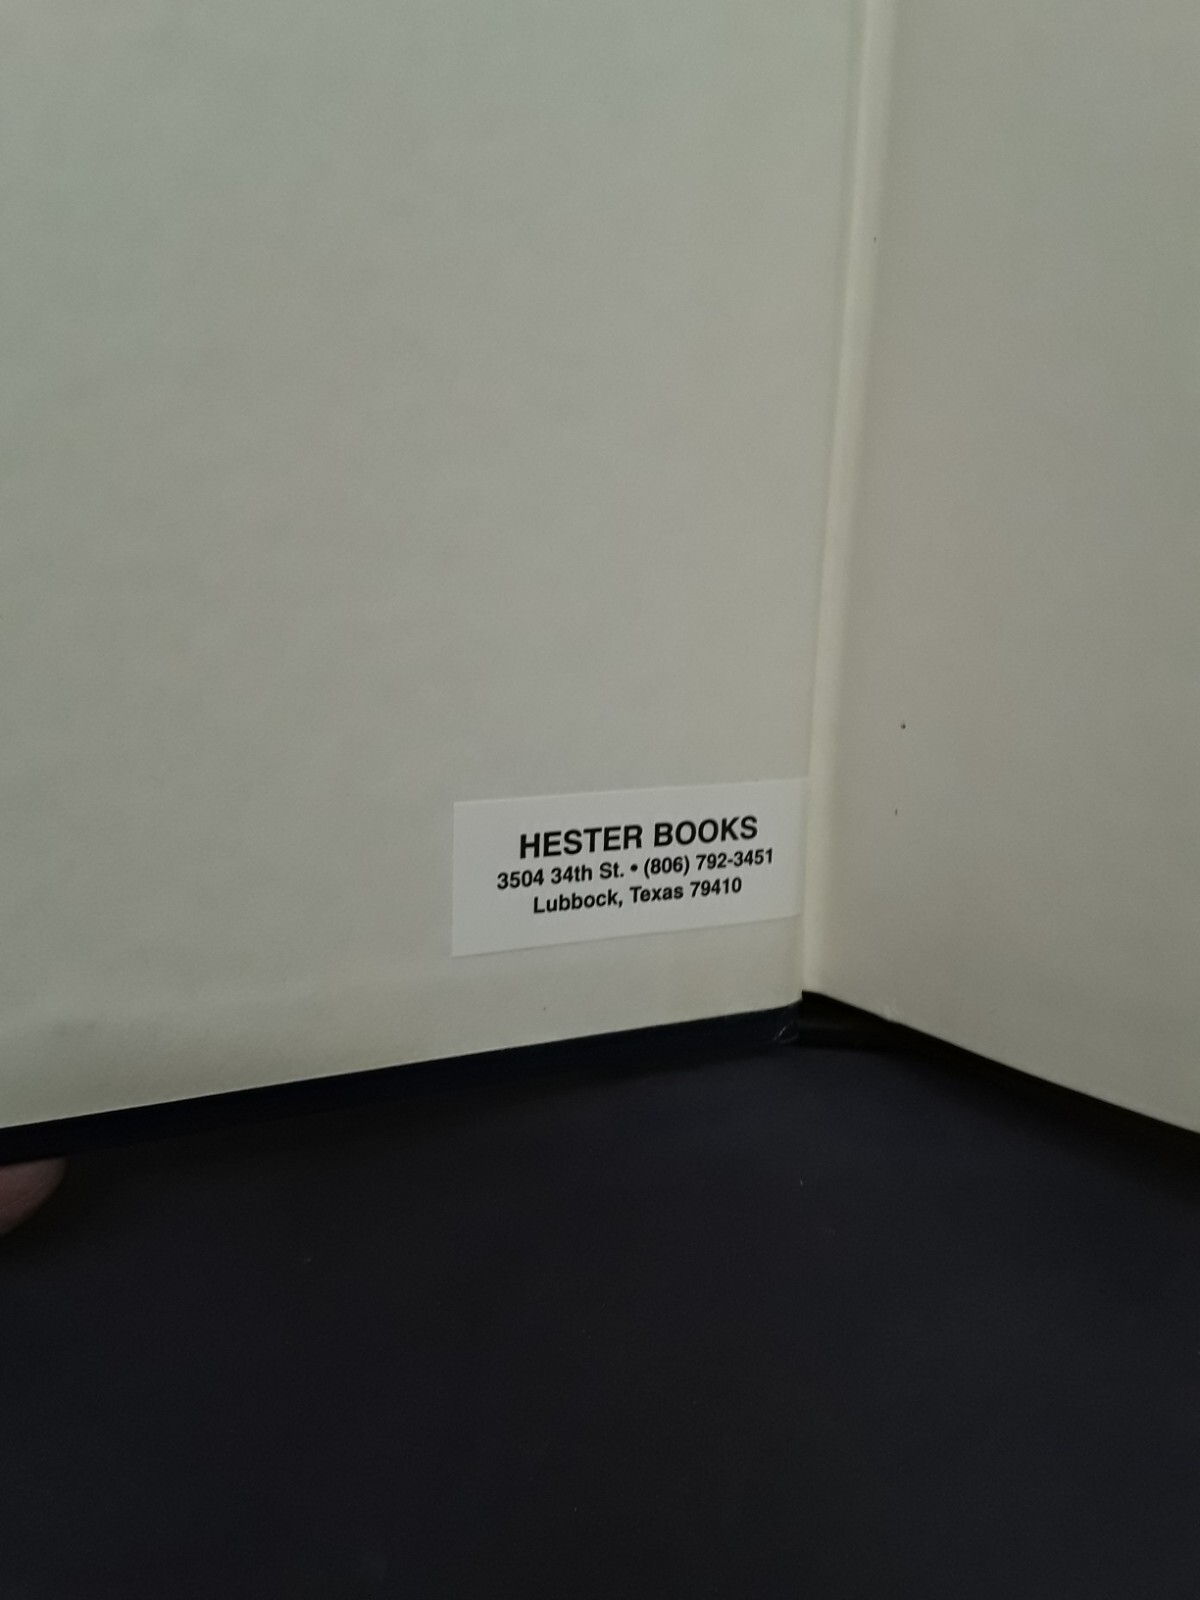 HESTER BOOKS
3504 34th St. • (806) 792-3451
Lubbock, Texas 79410